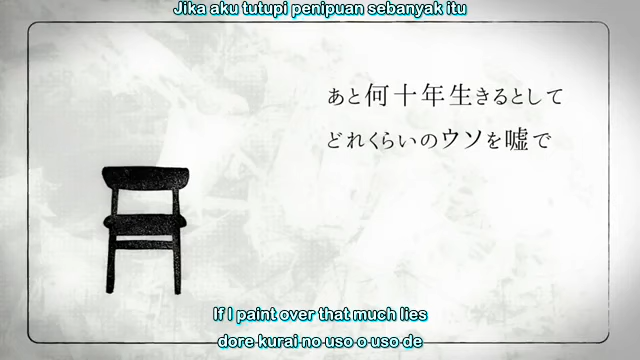 Jika aku tutupi penipuan sebanyak itu
あと何十年生きるとして
どれくらいのウソを嘘で
If I paint over that much lies
dore kurai no uso o uso de